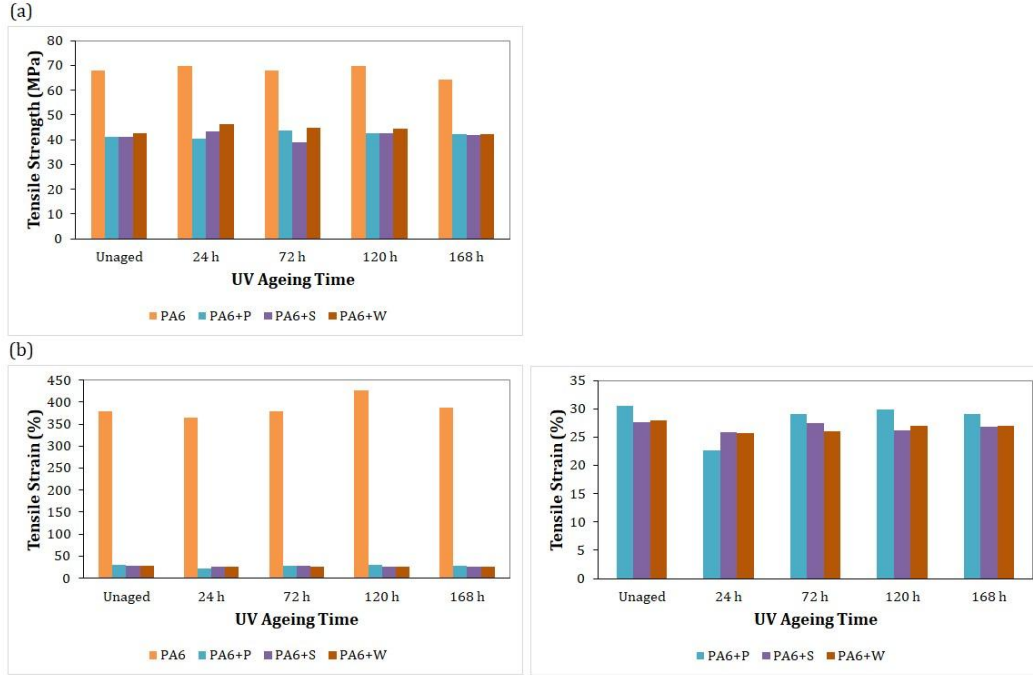 (a)
Tensile Strength (MPa)
80
70
60
50
40
30
20
10
0
Unaged 24 h 72 h 120 h 168 h
UV Ageing Time
PA6 PA6+P PA6+S PA6+W
(b)
Tensile Strain (%)
450
400
350
300
250
200
150
100
50
0
Unaged 24 h 72 h 120 h 168 h
UV Ageing Time
PA6 PA6+P PA6+S PA6+W
Tensile Strain (%)
35
30
25
20
15
10
5
0
Unaged 24 h 72 h 120 h 168 h
UV Ageing Time
PA6+P PA6+S PA6+W